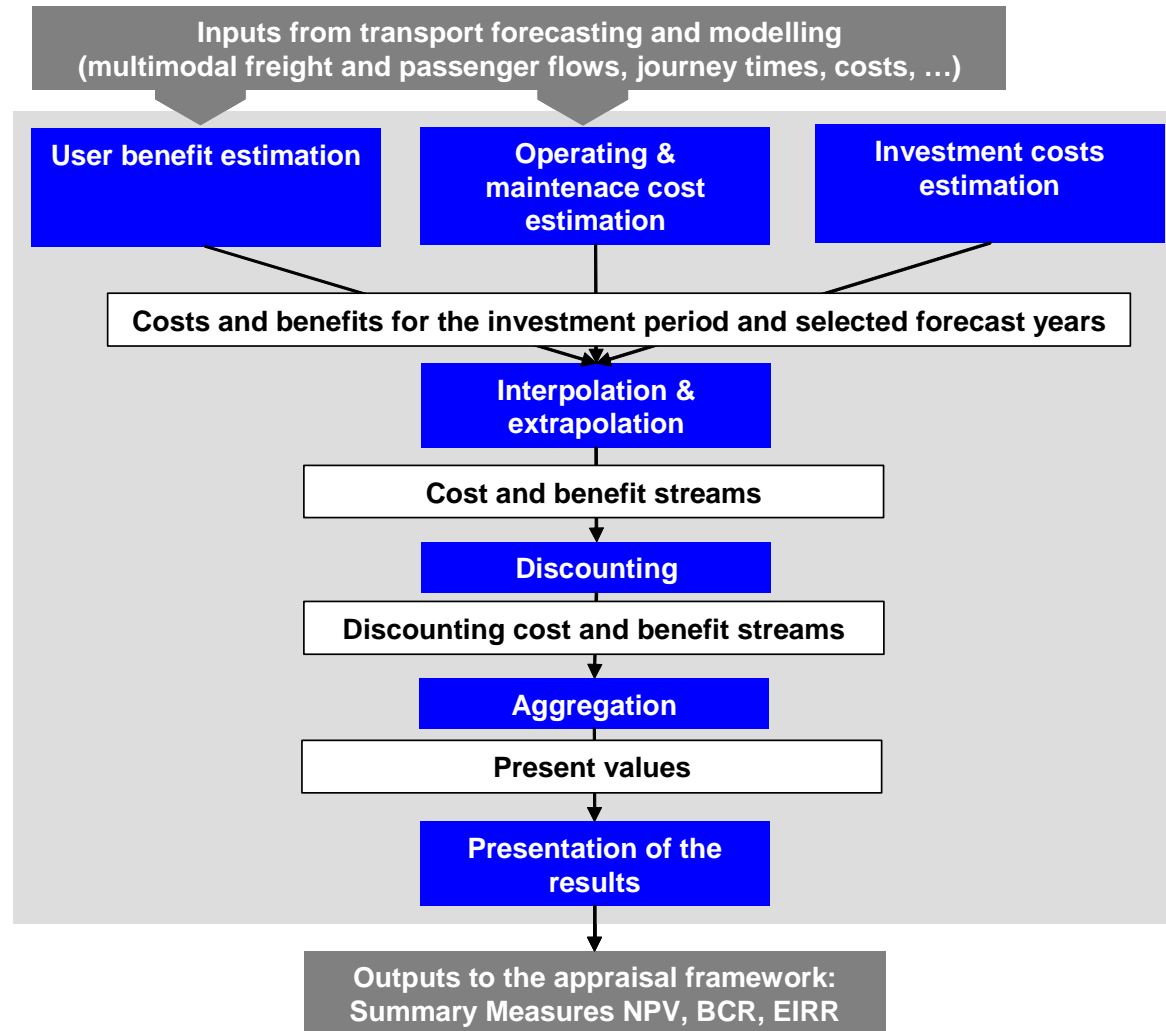 Inputs from transport forecasting and modelling
(multimodal freight and passenger flows, journey times, costs, …)
User benefit estimation
Operating &
maintenace cost
estimation
Investment costs
estimation
Costs and benefits for the investment period and selected forecast years
Interpolation &
extrapolation
Cost and benefit streams
Discounting
Discounting cost and benefit streams
Aggregation
Present values
Presentation of the
results
Outputs to the appraisal framework:
Summary Measures NPV, BCR, EIRR